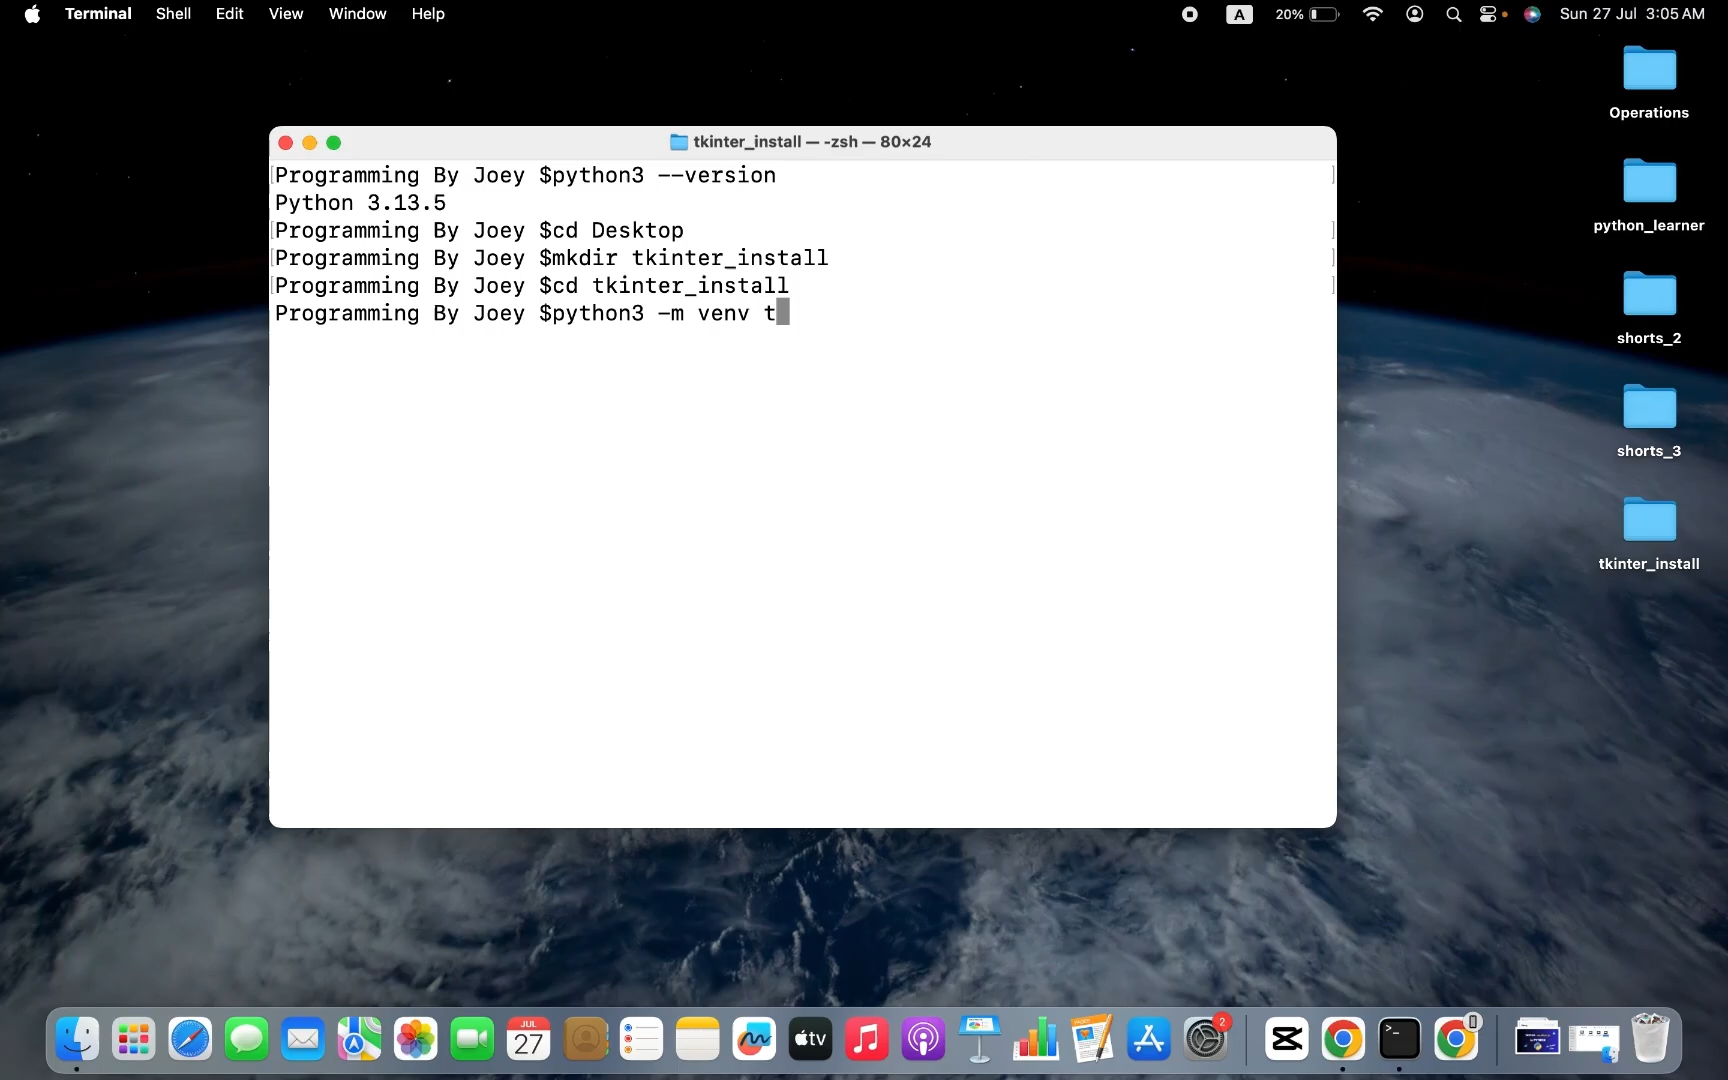 Terminal Shell Edit View Window Help A 20% Sun 27 Jul 3:05 AM
Operations
python_learner
shorts_2
shorts_3
tkinter_install
tkinter_install — -zsh — 80×24
Programming By Joey $python3 --version
Python 3.13.5
Programming By Joey $cd Desktop
Programming By Joey $mkdir tkinter_install
Programming By Joey $cd tkinter_install
Programming By Joey $python3 -m venv t
JUL
27
tv
2
>_